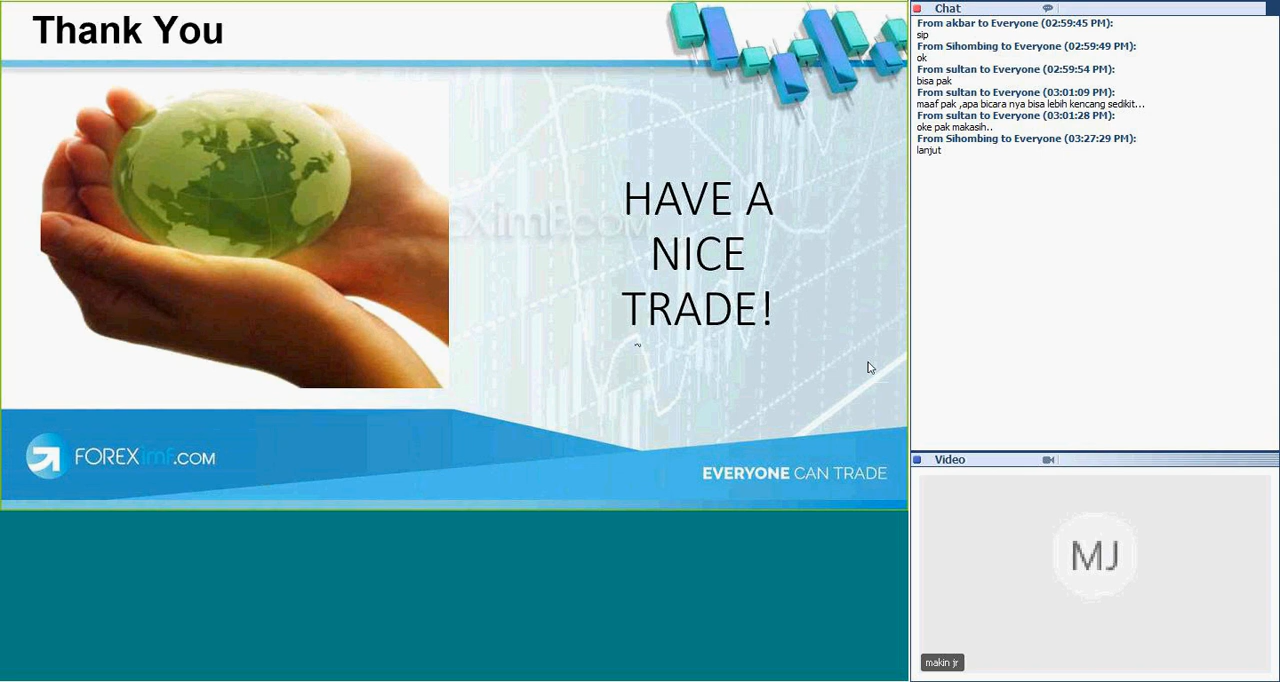 Thank You
HAVE A
NICE
TRADE!
FOREXimf.COM
EVERYONE CAN TRADE
Chat
From akbar to Everyone (02:59:45 PM):
sip
From Sihombing to Everyone (02:59:49 PM):
ok
From sultan to Everyone (02:59:54 PM):
bisa pak
From sultan to Everyone (03:01:09 PM):
maaf pak ,apa bicara nya bisa lebih kencang sedikit...
From sultan to Everyone (03:01:28 PM):
oke pak makasih..
From Sihombing to Everyone (03:27:29 PM):
lanjut
Video
MJ
makin jr